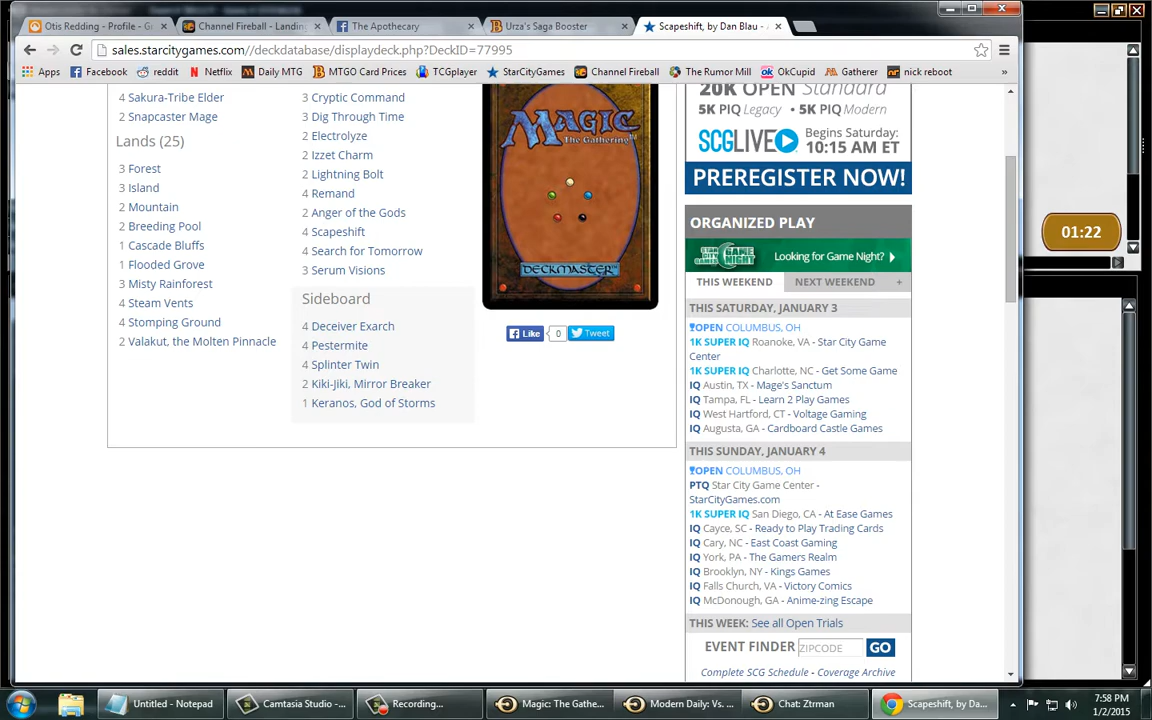 Otis Redding - Profile - G
Channel Fireball - Landin
The Apothecary
Urza's Saga Booster
Scapeshift, by Dan Blau - A
sales.starcitygames.com//deckdatabase/displaydeck.php?DeckID=77995
Apps Facebook reddit Netflix Daily MTG MTGO Card Prices TCGplayer StarCityGames Channel Fireball The Rumor Mill OkCupid Gatherer nick reboot »
4 Sakura-Tribe Elder
2 Snapcaster Mage
Lands (25)
3 Forest
3 Island
2 Mountain
2 Breeding Pool
1 Cascade Bluffs
1 Flooded Grove
3 Misty Rainforest
4 Steam Vents
4 Stomping Ground
2 Valakut, the Molten Pinnacle
3 Cryptic Command
3 Dig Through Time
2 Electrolyze
2 Izzet Charm
2 Lightning Bolt
4 Remand
2 Anger of the Gods
4 Scapeshift
4 Search for Tomorrow
3 Serum Visions
Sideboard
4 Deceiver Exarch
4 Pestermite
4 Splinter Twin
2 Kiki-Jiki, Mirror Breaker
1 Keranos, God of Storms
MAGIC
The Gathering
DECKMASTER
Like 0 Tweet
20K OPEN Standard
5K PIQ Legacy • 5K PIQ Modern
SCGLIVE Begins Saturday:
10:15 AM ET
PREREGISTER NOW!
ORGANIZED PLAY
STAR CITY GAME NIGHT Looking for Game Night?
THIS WEEKEND NEXT WEEKEND +
THIS SATURDAY, JANUARY 3
OPEN COLUMBUS, OH
1K SUPER IQ Roanoke, VA - Star City Game
Center
1K SUPER IQ Charlotte, NC - Get Some Game
IQ Austin, TX - Mage's Sanctum
IQ Tampa, FL - Learn 2 Play Games
IQ West Hartford, CT - Voltage Gaming
IQ Augusta, GA - Cardboard Castle Games
THIS SUNDAY, JANUARY 4
OPEN COLUMBUS, OH
PTQ Star City Game Center -
StarCityGames.com
1K SUPER IQ San Diego, CA - At Ease Games
IQ Cayce, SC - Ready to Play Trading Cards
IQ Cary, NC - East Coast Gaming
IQ York, PA - The Gamers Realm
IQ Brooklyn, NY - Kings Games
IQ Falls Church, VA - Victory Comics
IQ McDonough, GA - Anime-zing Escape
THIS WEEK: See all Open Trials
EVENT FINDER ZIPCODE GO
Complete SCG Schedule - Coverage Archive
01:22
Untitled - Notepad
Camtasia Studio -...
Recording...
Magic: The Gathe...
Modern Daily: Vs. ...
Chat: Ztrman
Scapeshift, by Da...
7:58 PM
1/2/2015